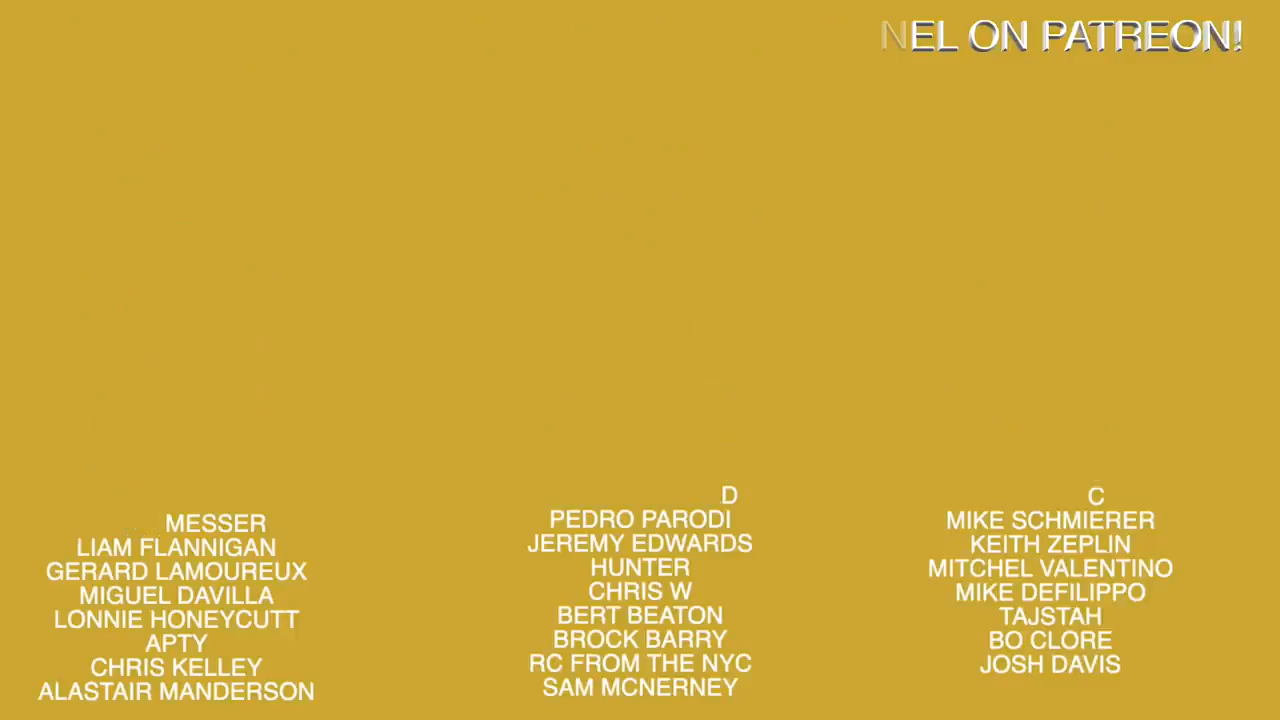 NEL ON PATREON!
MESSER
LIAM FLANNIGAN
GERARD LAMOUREUX
MIGUEL DAVILLA
LONNIE HONEYCUTT
APTY
CHRIS KELLEY
ALASTAIR MANDERSON
D
PEDRO PARODI
JEREMY EDWARDS
HUNTER
CHRIS W
BERT BEATON
BROCK BARRY
RC FROM THE NYC
SAM MCNERNEY
C
MIKE SCHMIERER
KEITH ZEPLIN
MITCHEL VALENTINO
MIKE DEFILIPPO
TAJSTAH
BO CLORE
JOSH DAVIS